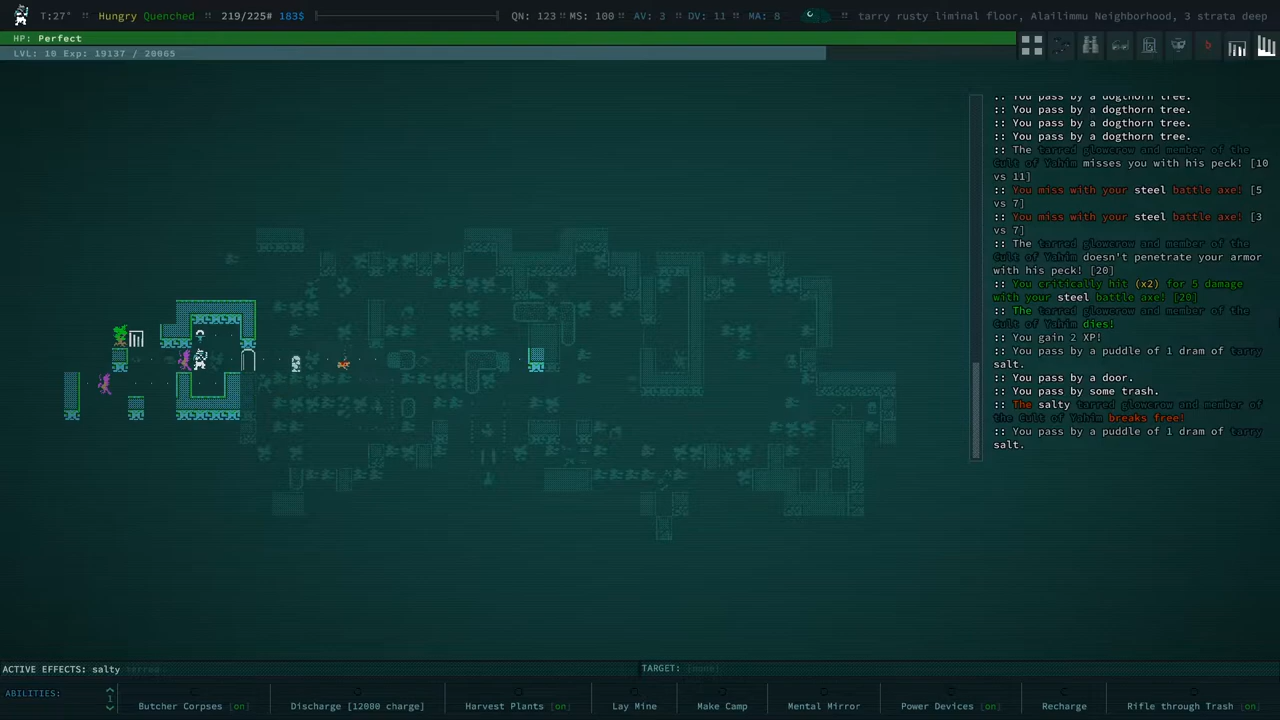 T:27° :: Hungry Quenched :: 219/225# 183$ QN: 123 :: MS: 100 :: AV: 3 :: DV: 11 :: MA: 8 :: tarry rusty liminal floor, Alailimmu Neighborhood, 3 strata deep
HP: Perfect
LVL: 10 Exp: 19137 / 20065
:: You pass by a dogthorn tree.
:: You pass by a dogthorn tree.
:: You pass by a dogthorn tree.
:: You pass by a dogthorn tree.
:: The tarred glowcrow and member of the
Cult of Yahim misses you with his peck! [10
vs 11]
:: You miss with your steel battle axe! [5
vs 7]
:: You miss with your steel battle axe! [3
vs 7]
:: The tarred glowcrow and member of the
Cult of Yahim doesn't penetrate your armor
with his peck! [20]
:: You critically hit (x2) for 5 damage
with your steel battle axe! [20]
:: The tarred glowcrow and member of the
Cult of Yahim dies!
:: You gain 2 XP!
:: You pass by a puddle of 1 dram of tarry
salt.
:: You pass by a door.
:: You pass by some trash.
:: The salty tarred glowcrow and member of
the Cult of Yahim breaks free!
:: You pass by a puddle of 1 dram of tarry
salt.
ACTIVE EFFECTS: salty
TARGET: [none]
ABILITIES: 1 Butcher Corpses [on] Discharge [12000 charge] Harvest Plants [on] Lay Mine Make Camp Mental Mirror Power Devices [on] Recharge Rifle through Trash [on]